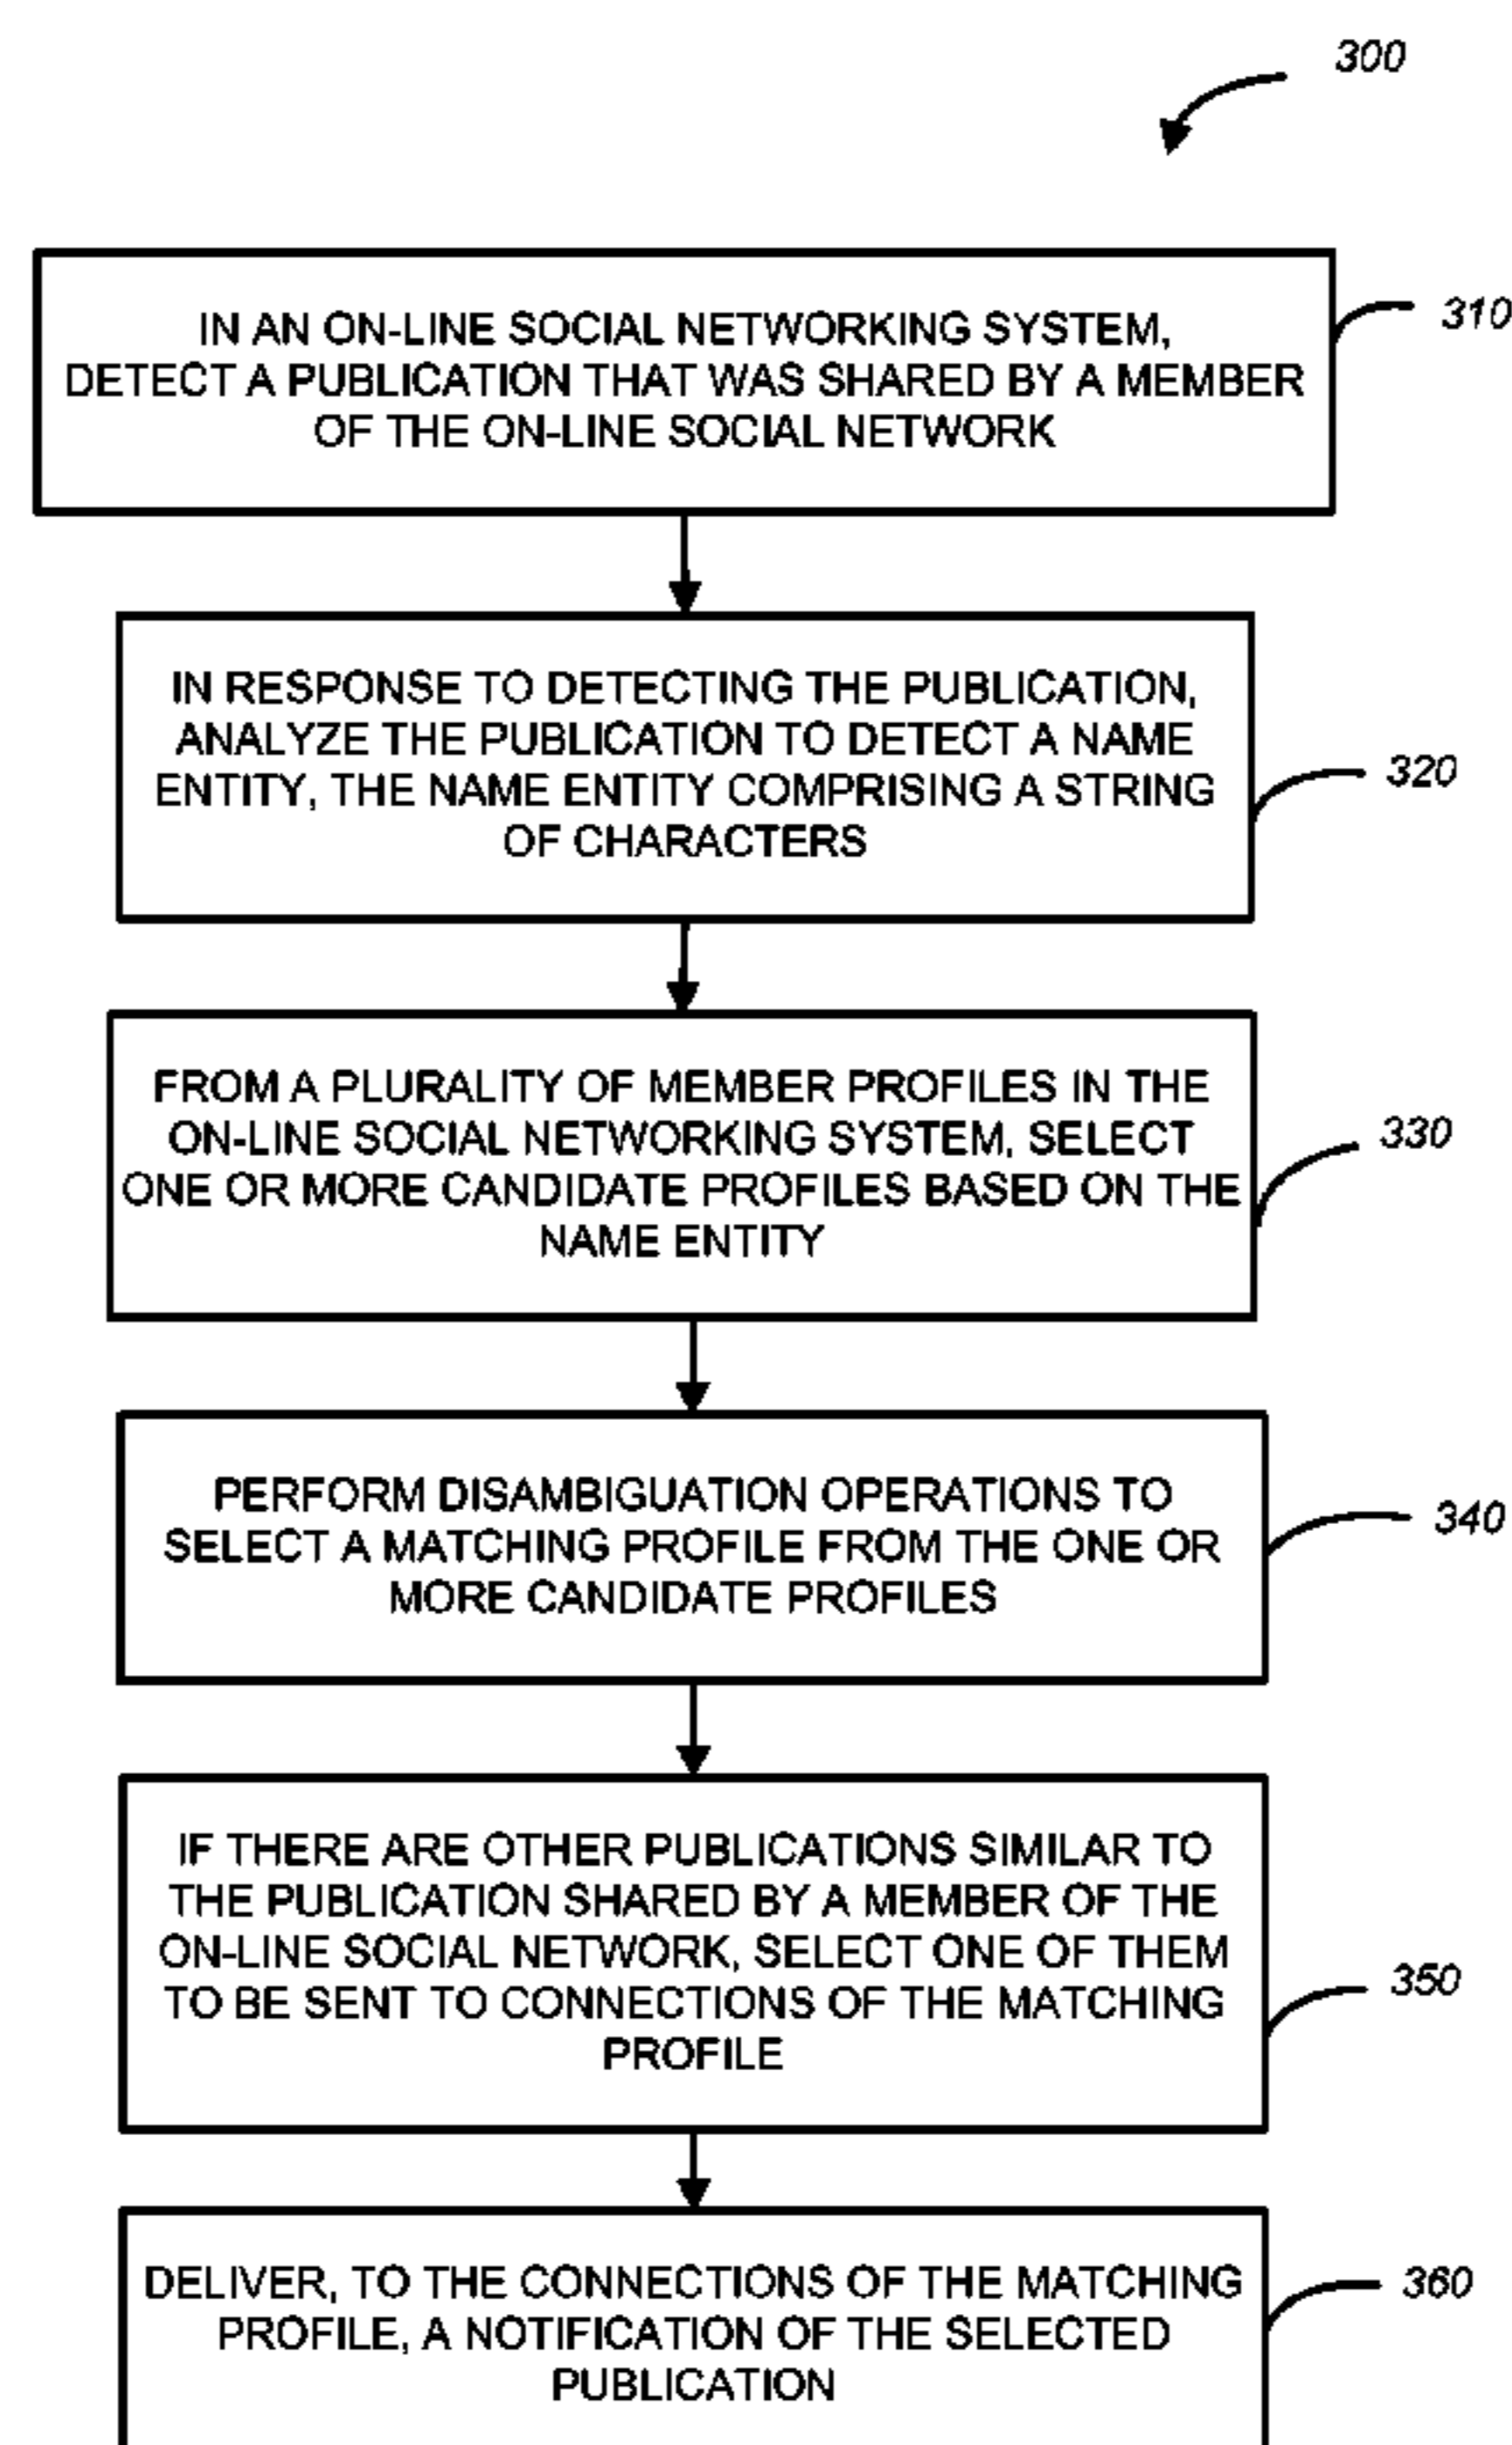 300
IN AN ON-LINE SOCIAL NETWORKING SYSTEM,
DETECT A PUBLICATION THAT WAS SHARED BY A MEMBER
OF THE ON-LINE SOCIAL NETWORK
310
IN RESPONSE TO DETECTING THE PUBLICATION,
ANALYZE THE PUBLICATION TO DETECT A NAME
ENTITY, THE NAME ENTITY COMPRISING A STRING
OF CHARACTERS
320
FROM A PLURALITY OF MEMBER PROFILES IN THE
ON-LINE SOCIAL NETWORKING SYSTEM, SELECT
ONE OR MORE CANDIDATE PROFILES BASED ON THE
NAME ENTITY
330
PERFORM DISAMBIGUATION OPERATIONS TO
SELECT A MATCHING PROFILE FROM THE ONE OR
MORE CANDIDATE PROFILES
340
IF THERE ARE OTHER PUBLICATIONS SIMILAR TO
THE PUBLICATION SHARED BY A MEMBER OF THE
ON-LINE SOCIAL NETWORK, SELECT ONE OF THEM
TO BE SENT TO CONNECTIONS OF THE MATCHING
PROFILE
350
DELIVER, TO THE CONNECTIONS OF THE MATCHING
PROFILE, A NOTIFICATION OF THE SELECTED
PUBLICATION
360